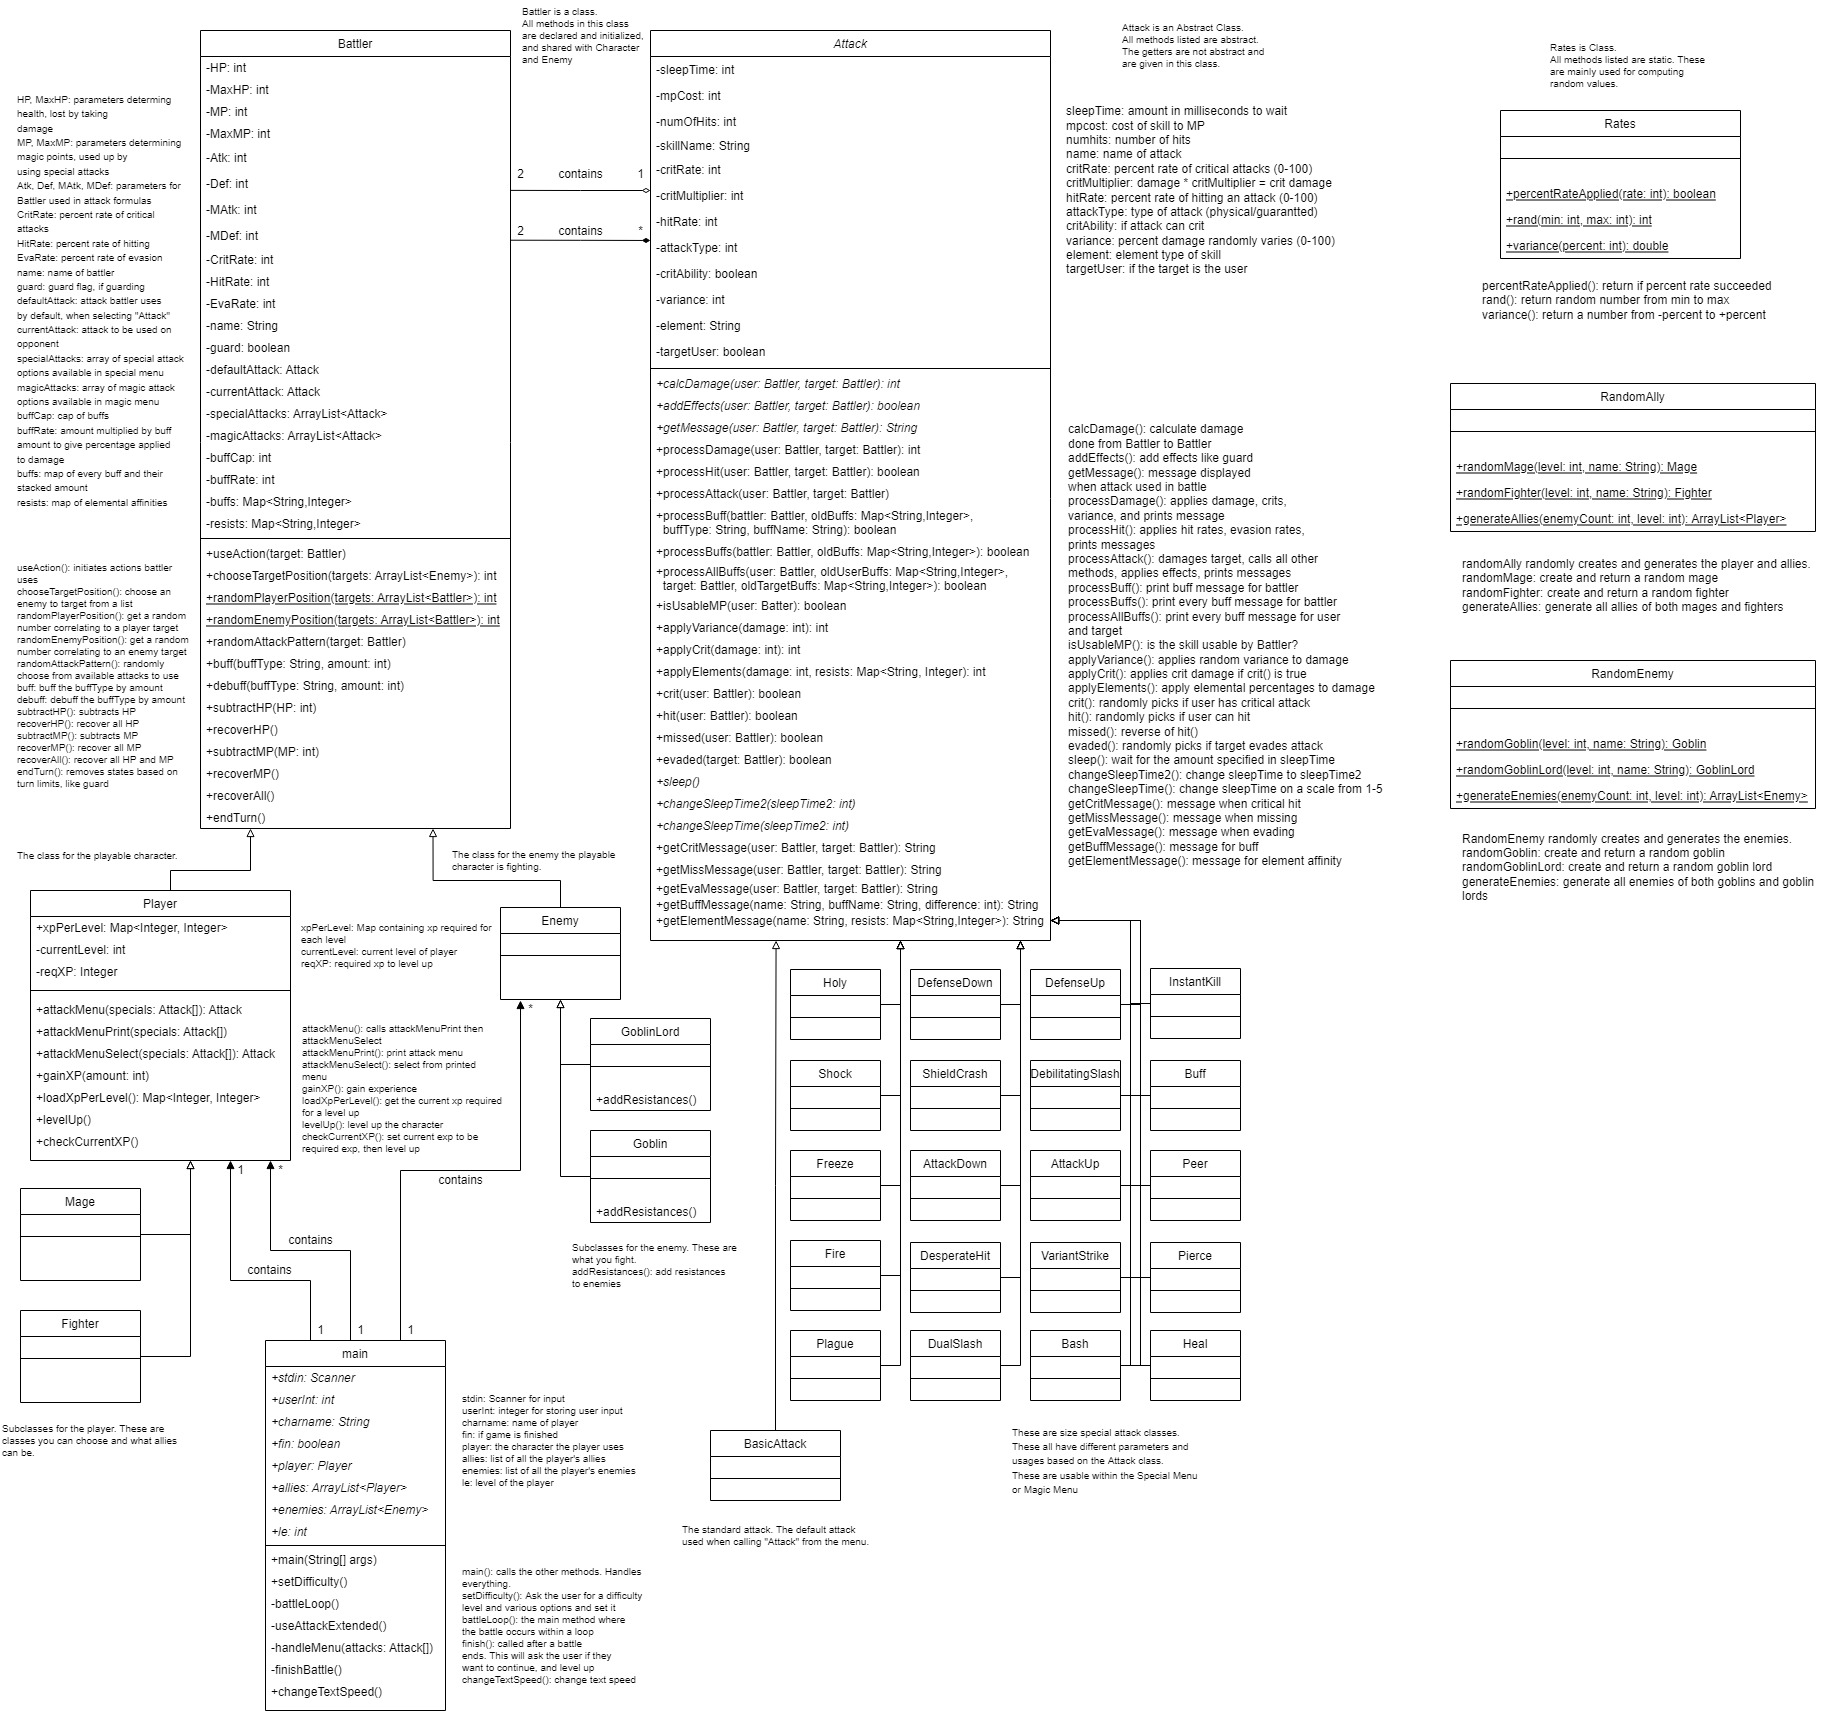 Battler is a class.
All methods in this class
are declared and initialized,
and shared with Character
and Enemy
Attack is an Abstract Class.
All methods listed are abstract.
The getters are not abstract and
are given in this class.
Rates is Class.
All methods listed are static. These
are mainly used for computing
random values.
HP, MaxHP: parameters determing
health, lost by taking
damage
MP, MaxMP: parameters determining
magic points, used up by
using special attacks
Atk, Def, MAtk, MDef: parameters for
Battler used in attack formulas
CritRate: percent rate of critical
attacks
HitRate: percent rate of hitting
EvaRate: percent rate of evasion
name: name of battler
guard: guard flag, if guarding
defaultAttack: attack battler uses
by default, when selecting "Attack"
currentAttack: attack to be used on
opponent
specialAttacks: array of special attack
options available in special menu
magicAttacks: array of magic attack
options available in magic menu
buffCap: cap of buffs
buffRate: amount multiplied by buff
amount to give percentage applied
to damage
buffs: map of every buff and their
stacked amount
resists: map of elemental affinities
useAction(): initiates actions battler
uses
chooseTargetPosition(): choose an
enemy to target from a list
randomPlayerPosition(): get a random
number correlating to a player target
randomEnemyPosition(): get a random
number correlating to an enemy target
randomAttackPattern(): randomly
choose from available attacks to use
buff: buff the buffType by amount
debuff: debuff the buffType by amount
subtractHP(): subtracts HP
recoverHP(): recover all HP
subtractMP(): subtracts MP
recoverMP(): recover all MP
recoverAll(): recover all HP and MP
endTurn(): removes states based on
turn limits, like guard
Battler
-HP: int
-MaxHP: int
-MP: int
-MaxMP: int
-Atk: int
-Def: int
-MAtk: int
-MDef: int
-CritRate: int
-HitRate: int
-EvaRate: int
-name: String
-guard: boolean
-defaultAttack: Attack
-currentAttack: Attack
-specialAttacks: ArrayList<Attack>
-magicAttacks: ArrayList<Attack>
-buffCap: int
-buffRate: int
-buffs: Map<String,Integer>
-resists: Map<String,Integer>
+useAction(target: Battler)
+chooseTargetPosition(targets: ArrayList<Enemy>): int
+randomPlayerPosition(targets: ArrayList<Battler>): int
+randomEnemyPosition(targets: ArrayList<Battler>): int
+randomAttackPattern(target: Battler)
+buff(buffType: String, amount: int)
+debuff(buffType: String, amount: int)
+subtractHP(HP: int)
+recoverHP()
+subtractMP(MP: int)
+recoverMP()
+recoverAll()
+endTurn()
2 contains 1
2 contains *
Attack
-sleepTime: int
-mpCost: int
-numOfHits: int
-skillName: String
-critRate: int
-critMultiplier: int
-hitRate: int
-attackType: int
-critAbility: boolean
-variance: int
-element: String
-targetUser: boolean
+calcDamage(user: Battler, target: Battler): int
+addEffects(user: Battler, target: Battler): boolean
+getMessage(user: Battler, target: Battler): String
+processDamage(user: Battler, target: Battler): int
+processHit(user: Battler, target: Battler): boolean
+processAttack(user: Battler, target: Battler)
+processBuff(battler: Battler, oldBuffs: Map<String,Integer>,
buffType: String, buffName: String): boolean
+processBuffs(battler: Battler, oldBuffs: Map<String,Integer>): boolean
+processAllBuffs(user: Battler, oldUserBuffs: Map<String,Integer>,
target: Battler, oldTargetBuffs: Map<String,Integer>): boolean
+isUsableMP(user: Batter): boolean
+applyVariance(damage: int): int
+applyCrit(damage: int): int
+applyElements(damage: int, resists: Map<String, Integer): int
+crit(user: Battler): boolean
+hit(user: Battler): boolean
+missed(user: Battler): boolean
+evaded(target: Battler): boolean
+sleep()
+changeSleepTime2(sleepTime2: int)
+changeSleepTime(sleepTime2: int)
+getCritMessage(user: Battler, target: Battler): String
+getMissMessage(user: Battler, target: Battler): String
+getEvaMessage(user: Battler, target: Battler): String
+getBuffMessage(name: String, buffName: String, difference: int): String
+getElementMessage(name: String, resists: Map<String,Integer>): String
sleepTime: amount in milliseconds to wait
mpcost: cost of skill to MP
numhits: number of hits
name: name of attack
critRate: percent rate of critical attacks (0-100)
critMultiplier: damage * critMultiplier = crit damage
hitRate: percent rate of hitting an attack (0-100)
attackType: type of attack (physical/guarantted)
critAbility: if attack can crit
variance: percent damage randomly varies (0-100)
element: element type of skill
targetUser: if the target is the user
calcDamage(): calculate damage
done from Battler to Battler
addEffects(): add effects like guard
getMessage(): message displayed
when attack used in battle
processDamage(): applies damage, crits,
variance, and prints message
processHit(): applies hit rates, evasion rates,
prints messages
processAttack(): damages target, calls all other
methods, applies effects, prints messages
processBuff(): print buff message for battler
processBuffs(): print every buff message for battler
processAllBuffs(): print every buff message for user
and target
isUsableMP(): is the skill usable by Battler?
applyVariance(): applies random variance to damage
applyCrit(): applies crit damage if crit() is true
applyElements(): apply elemental percentages to damage
crit(): randomly picks if user has critical attack
hit(): randomly picks if user can hit
missed(): reverse of hit()
evaded(): randomly picks if target evades attack
sleep(): wait for the amount specified in sleepTime
changeSleepTime2(): change sleepTime to sleepTime2
changeSleepTime(): change sleepTime on a scale from 1-5
getCritMessage(): message when critical hit
getMissMessage(): message when missing
getEvaMessage(): message when evading
getBuffMessage(): message for buff
getElementMessage(): message for element affinity
Rates
+percentRateApplied(rate: int): boolean
+rand(min: int, max: int): int
+variance(percent: int): double
percentRateApplied(): return if percent rate succeeded
rand(): return random number from min to max
variance(): return a number from -percent to +percent
RandomAlly
+randomMage(level: int, name: String): Mage
+randomFighter(level: int, name: String): Fighter
+generateAllies(enemyCount: int, level: int): ArrayList<Player>
randomAlly randomly creates and generates the player and allies.
randomMage: create and return a random mage
randomFighter: create and return a random fighter
generateAllies: generate all allies of both mages and fighters
RandomEnemy
+randomGoblin(level: int, name: String): Goblin
+randomGoblinLord(level: int, name: String): GoblinLord
+generateEnemies(enemyCount: int, level: int): ArrayList<Enemy>
RandomEnemy randomly creates and generates the enemies.
randomGoblin: create and return a random goblin
randomGoblinLord: create and return a random goblin lord
generateEnemies: generate all enemies of both goblins and goblin
lords
The class for the playable character.
The class for the enemy the playable
character is fighting.
Player
+xpPerLevel: Map<Integer, Integer>
-currentLevel: int
-reqXP: Integer
+attackMenu(specials: Attack[]): Attack
+attackMenuPrint(specials: Attack[])
+attackMenuSelect(specials: Attack[]): Attack
+gainXP(amount: int)
+loadXpPerLevel(): Map<Integer, Integer>
+levelUp()
+checkCurrentXP()
xpPerLevel: Map containing xp required for
each level
currentLevel: current level of player
reqXP: required xp to level up
attackMenu(): calls attackMenuPrint then
attackMenuSelect
attackMenuPrint(): print attack menu
attackMenuSelect(): select from printed
menu
gainXP(): gain experience
loadXpPerLevel(): get the current xp required
for a level up
levelUp(): level up the character
checkCurrentXP(): set current exp to be
required exp, then level up
Enemy
*
GoblinLord
+addResistances()
Goblin
+addResistances()
Subclasses for the enemy. These are
what you fight.
addResistances(): add resistances
to enemies
1 *
contains
contains
contains
1 1 1
Mage
Fighter
Subclasses for the player. These are
classes you can choose and what allies
can be.
main
+stdin: Scanner
+userInt: int
+charname: String
+fin: boolean
+player: Player
+allies: ArrayList<Player>
+enemies: ArrayList<Enemy>
+le: int
+main(String[] args)
+setDifficulty()
-battleLoop()
-useAttackExtended()
-handleMenu(attacks: Attack[])
-finishBattle()
+changeTextSpeed()
stdin: Scanner for input
userInt: integer for storing user input
charname: name of player
fin: if game is finished
player: the character the player uses
allies: list of all the player's allies
enemies: list of all the player's enemies
le: level of the player
main(): calls the other methods. Handles
everything.
setDifficulty(): Ask the user for a difficulty
level and various options and set it
battleLoop(): the main method where
the battle occurs within a loop
finish(): called after a battle
ends. This will ask the user if they
want to continue, and level up
changeTextSpeed(): change text speed
Holy DefenseDown DefenseUp InstantKill
Shock ShieldCrash DebilitatingSlash Buff
Freeze AttackDown AttackUp Peer
Fire DesperateHit VariantStrike Pierce
Plague DualSlash Bash Heal
BasicAttack
The standard attack. The default attack
used when calling "Attack" from the menu.
These are size special attack classes.
These all have different parameters and
usages based on the Attack class.
These are usable within the Special Menu
or Magic Menu